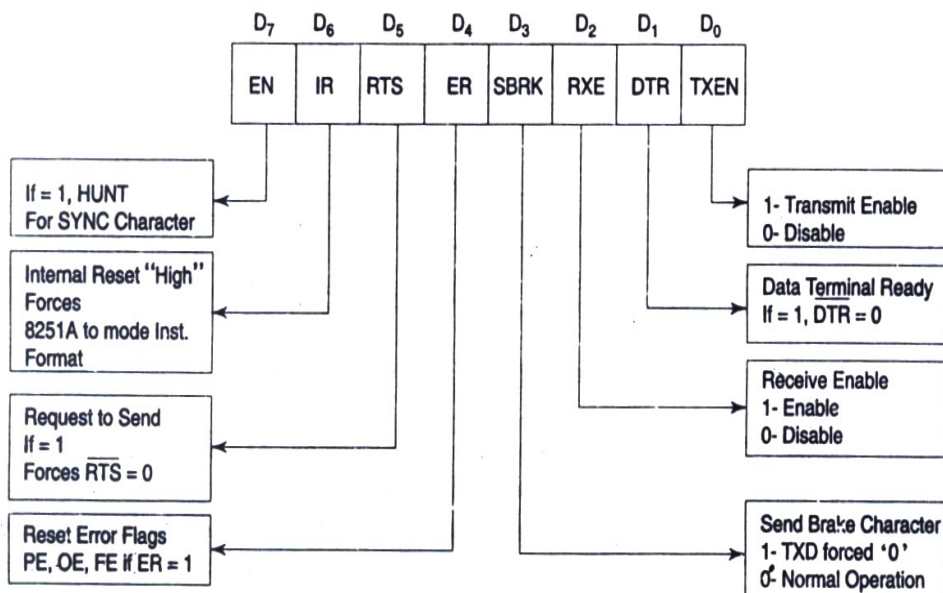 D7 D6 D5 D4 D3 D2 D1 D0
EN IR RTS ER SBRK RXE DTR TXEN
If = 1, HUNT
For SYNC Character
Internal Reset "High"
Forces
8251A to mode Inst.
Format
Request to Send
If = 1
Forces R̅T̅S̅ = 0
Reset Error Flags
PE, OE, FE if ER = 1
1- Transmit Enable
0- Disable
Data Terminal Ready
If = 1, D̅T̅R̅ = 0
Receive Enable
1- Enable
0- Disable
Send Brake Character
1- TXD forced '0'
0- Normal Operation